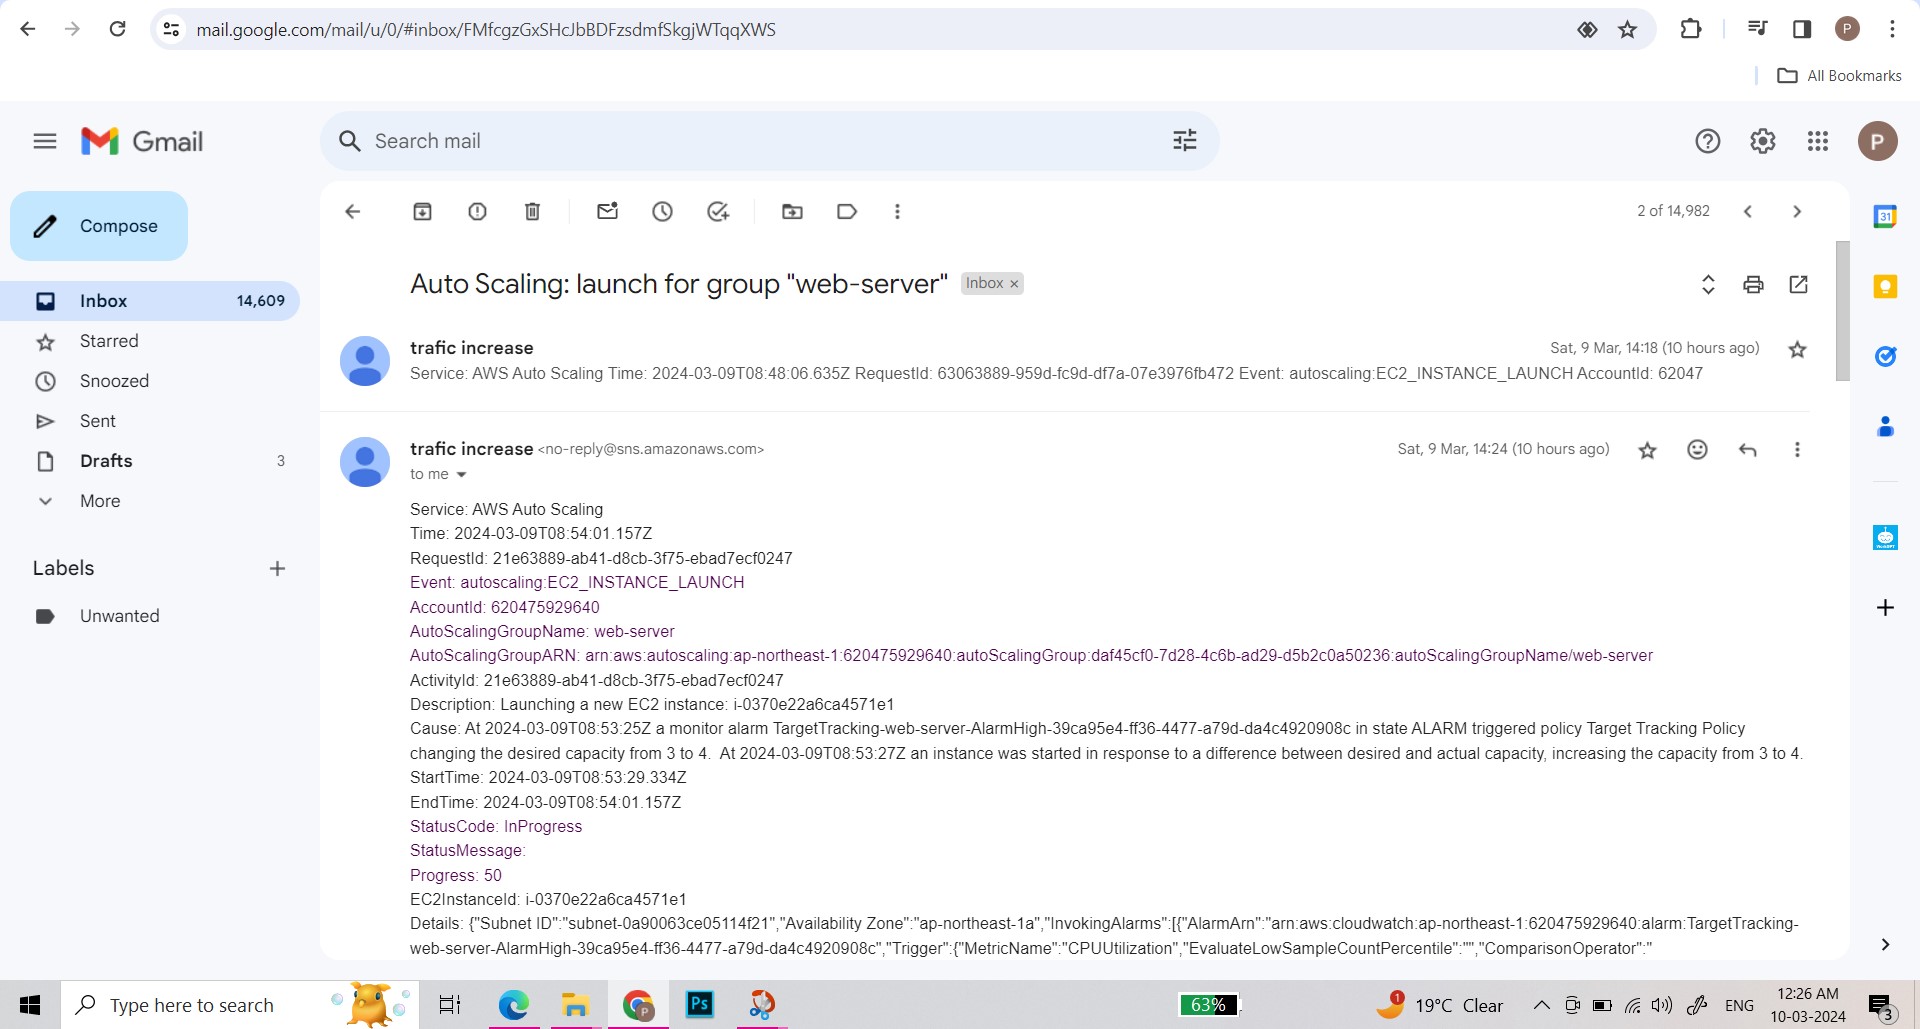 mail.google.com/mail/u/0/#inbox/FMfcgzGxSHcJbBDFzsdmfSkgjWTqqXWS
P
All Bookmarks
Gmail
Search mail
P
Compose
2 of 14,982
31
Auto Scaling: launch for group "web-server" Inbox ×
Inbox 14,609
Starred
Snoozed
Sent
Drafts 3
More
Labels
Unwanted
trafic increase Sat, 9 Mar, 14:18 (10 hours ago)
Service: AWS Auto Scaling Time: 2024-03-09T08:48:06.635Z RequestId: 63063889-959d-fc9d-df7a-07e3976fb472 Event: autoscaling:EC2_INSTANCE_LAUNCH AccountId: 62047
trafic increase <no-reply@sns.amazonaws.com> Sat, 9 Mar, 14:24 (10 hours ago)
to me
Service: AWS Auto Scaling
Time: 2024-03-09T08:54:01.157Z
RequestId: 21e63889-ab41-d8cb-3f75-ebad7ecf0247
Event: autoscaling:EC2_INSTANCE_LAUNCH
AccountId: 620475929640
AutoScalingGroupName: web-server
AutoScalingGroupARN: arn:aws:autoscaling:ap-northeast-1:620475929640:autoScalingGroup:daf45cf0-7d28-4c6b-ad29-d5b2c0a50236:autoScalingGroupName/web-server
ActivityId: 21e63889-ab41-d8cb-3f75-ebad7ecf0247
Description: Launching a new EC2 instance: i-0370e22a6ca4571e1
Cause: At 2024-03-09T08:53:25Z a monitor alarm TargetTracking-web-server-AlarmHigh-39ca95e4-ff36-4477-a79d-da4c4920908c in state ALARM triggered policy Target Tracking Policy
changing the desired capacity from 3 to 4. At 2024-03-09T08:53:27Z an instance was started in response to a difference between desired and actual capacity, increasing the capacity from 3 to 4.
StartTime: 2024-03-09T08:53:29.334Z
EndTime: 2024-03-09T08:54:01.157Z
StatusCode: InProgress
StatusMessage:
Progress: 50
EC2InstanceId: i-0370e22a6ca4571e1
Details: {"Subnet ID":"subnet-0a90063ce05114f21","Availability Zone":"ap-northeast-1a","InvokingAlarms":[{"AlarmArn":"arn:aws:cloudwatch:ap-northeast-1:620475929640:alarm:TargetTracking-
web-server-AlarmHigh-39ca95e4-ff36-4477-a79d-da4c4920908c","Trigger":{"MetricName":"CPUUtilization","EvaluateLowSampleCountPercentile":"","ComparisonOperator":"
Type here to search
P
Ps
63%
1
19°C Clear
ENG
12:26 AM
10-03-2024
3